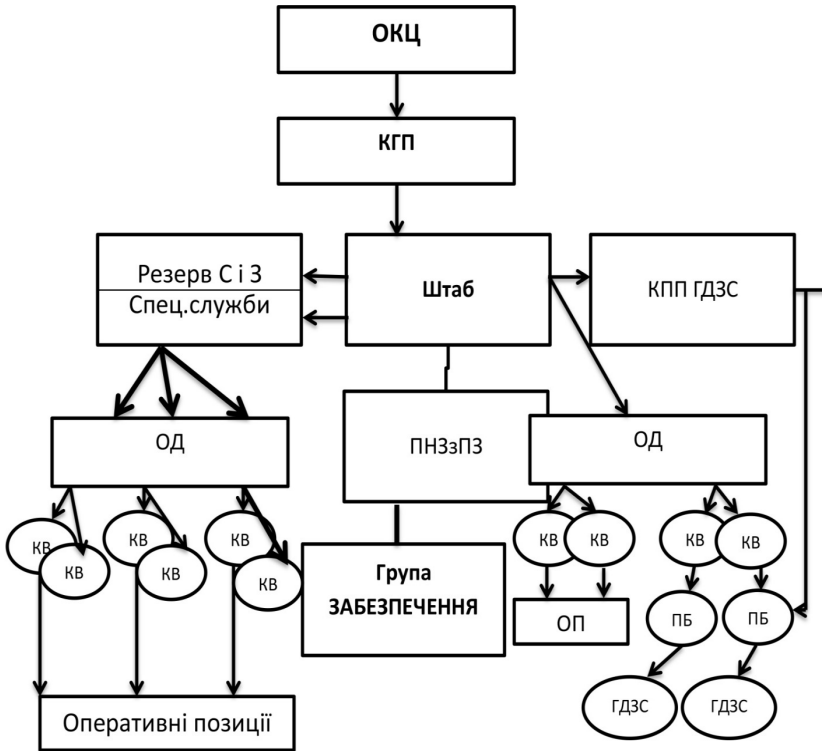 ОКЦ
КГП
Резерв С і З
Спец.служби
Штаб
КПП ГДЗС
ОД
ПНЗзПЗ
ОД
КВ
КВ
КВ
КВ
КВ
КВ
КВ
КВ
КВ
КВ
Група
ЗАБЕЗПЕЧЕННЯ
ОП
ПБ
ПБ
ГДЗС
ГДЗС
Оперативні позиції